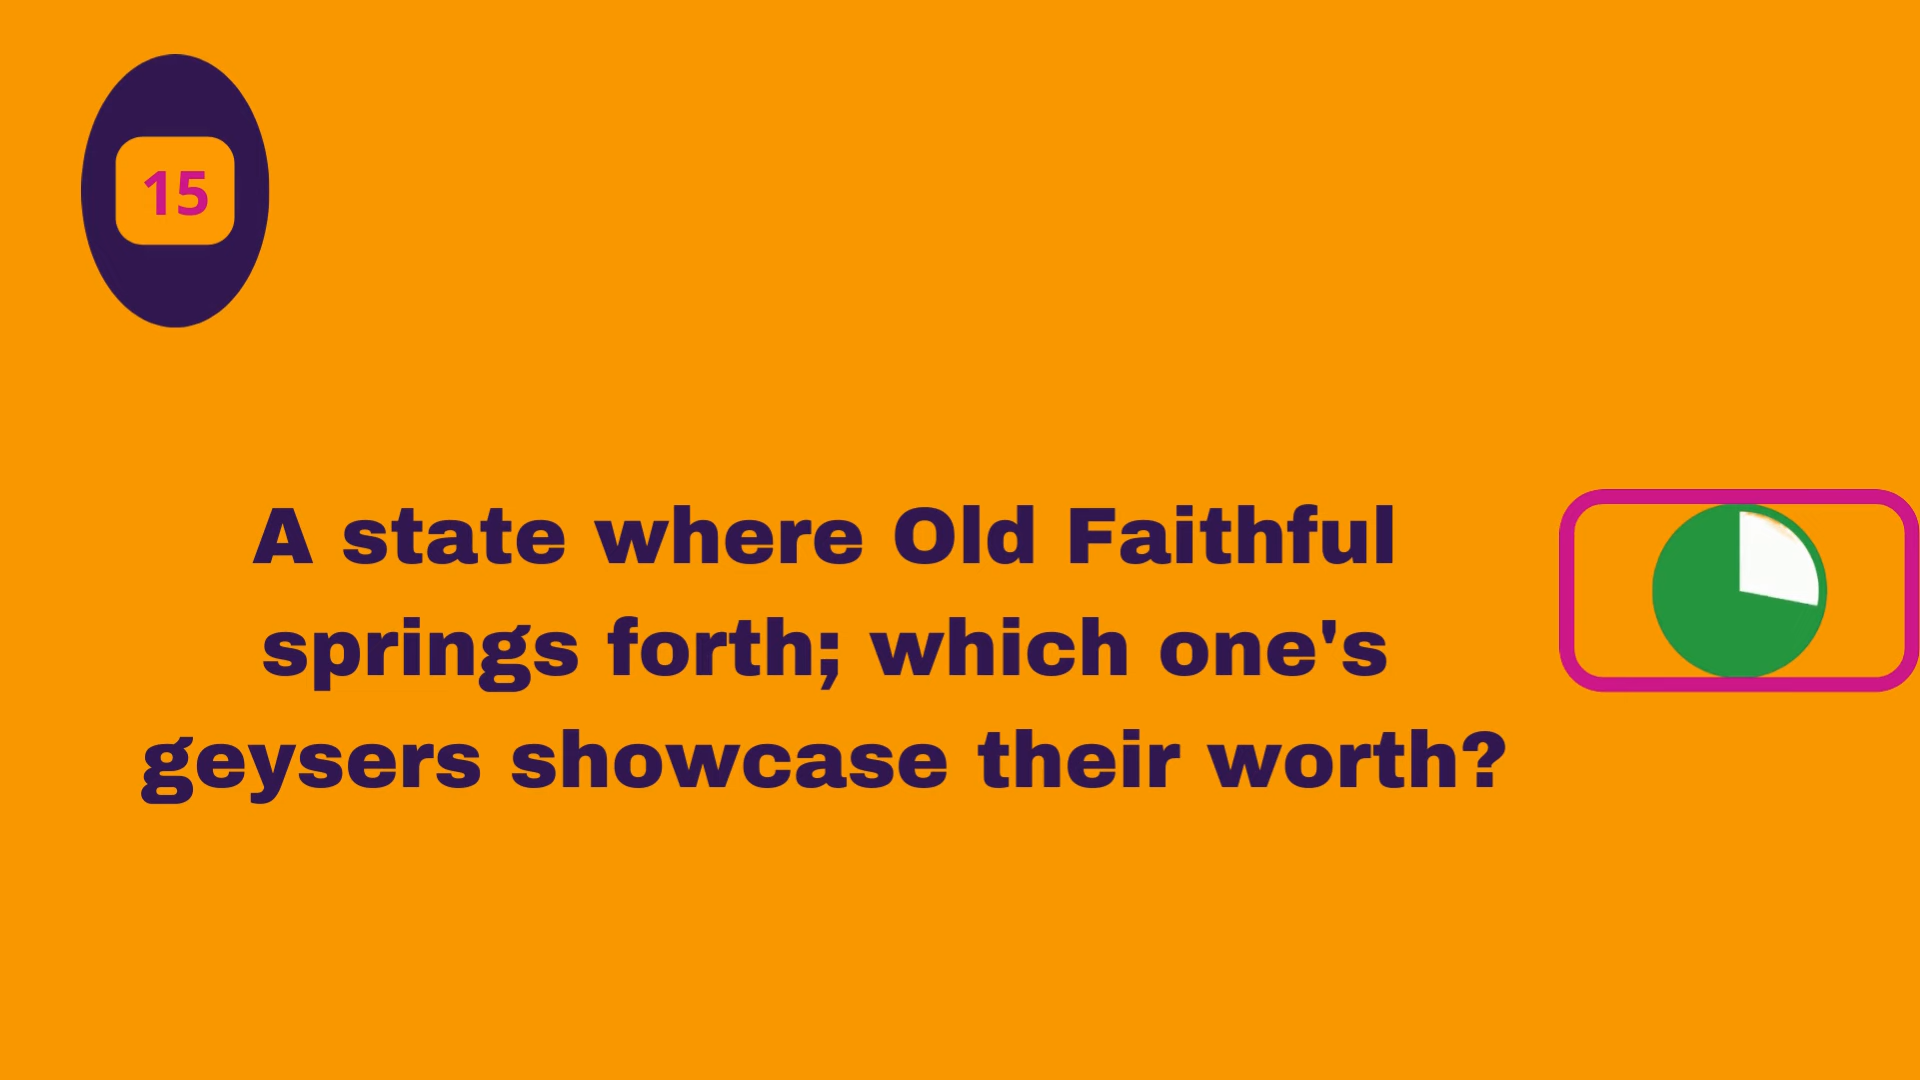 15
A state where Old Faithful
springs forth; which one's
geysers showcase their worth?